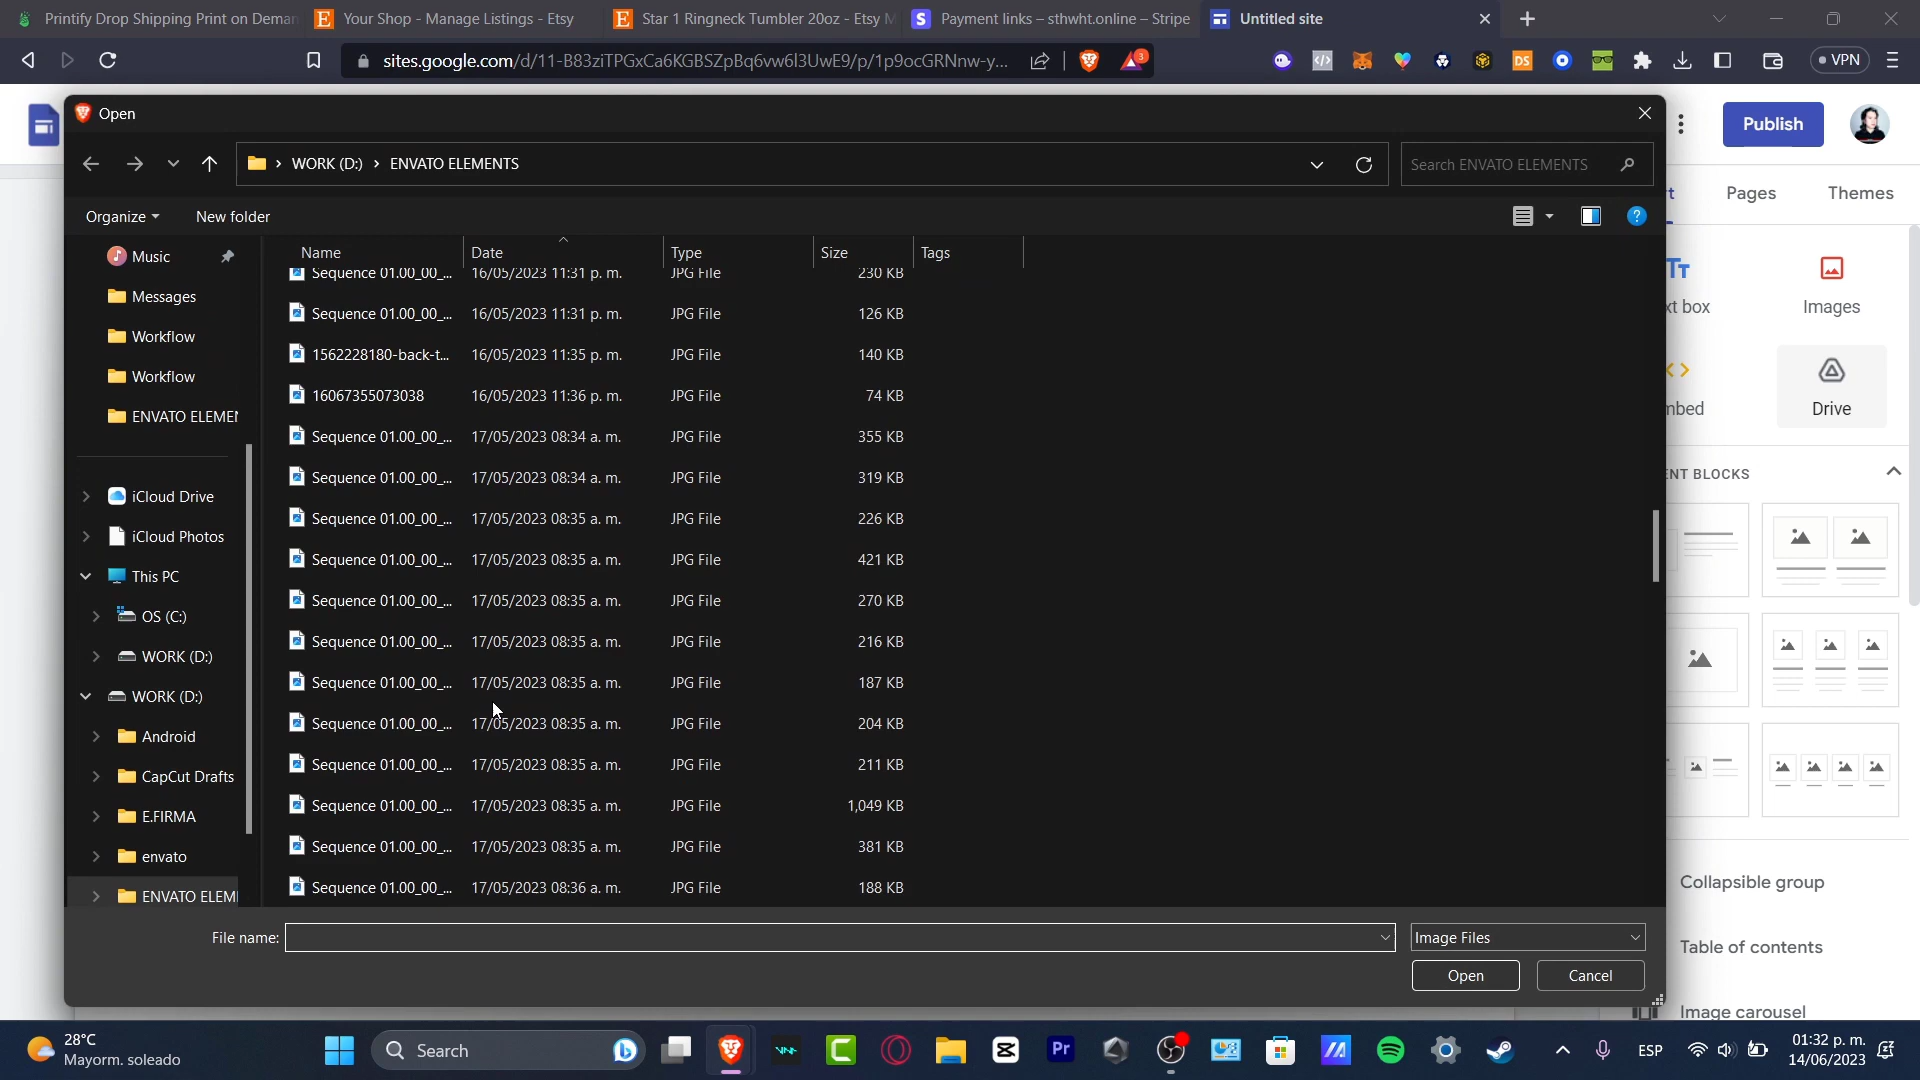 Printify Drop Shipping Print on Deman
Your Shop - Manage Listings - Etsy
Star 1 Ringneck Tumbler 20oz - Etsy M
Payment links – sthwht.online – Stripe
Untitled site
sites.google.com/d/11-B83ziTPGxCa6KGBSZpBq6vw6l3UwE9/p/1p9ocGRNnw-y...
3
DS
VPN
Open
WORK (D:) > ENVATO ELEMENTS
Search ENVATO ELEMENTS
Publish
Organize
New folder
Pages
Themes
Name Date Type Size Tags
Music
Messages
Workflow
Workflow
ENVATO ELEMEN
iCloud Drive
iCloud Photos
This PC
OS (C:)
WORK (D:)
WORK (D:)
Android
CapCut Drafts
E.FIRMA
envato
ENVATO ELEM
Sequence 01.00_00_... 16/05/2023 11:31 p. m. JPG File 230 KB
Sequence 01.00_00_... 16/05/2023 11:31 p. m. JPG File 126 KB
1562228180-back-t... 16/05/2023 11:35 p. m. JPG File 140 KB
16067355073038 16/05/2023 11:36 p. m. JPG File 74 KB
Sequence 01.00_00_... 17/05/2023 08:34 a. m. JPG File 355 KB
Sequence 01.00_00_... 17/05/2023 08:34 a. m. JPG File 319 KB
Sequence 01.00_00_... 17/05/2023 08:35 a. m. JPG File 226 KB
Sequence 01.00_00_... 17/05/2023 08:35 a. m. JPG File 421 KB
Sequence 01.00_00_... 17/05/2023 08:35 a. m. JPG File 270 KB
Sequence 01.00_00_... 17/05/2023 08:35 a. m. JPG File 216 KB
Sequence 01.00_00_... 17/05/2023 08:35 a. m. JPG File 187 KB
Sequence 01.00_00_... 17/05/2023 08:35 a. m. JPG File 204 KB
Sequence 01.00_00_... 17/05/2023 08:35 a. m. JPG File 211 KB
Sequence 01.00_00_... 17/05/2023 08:35 a. m. JPG File 1,049 KB
Sequence 01.00_00_... 17/05/2023 08:35 a. m. JPG File 381 KB
Sequence 01.00_00_... 17/05/2023 08:36 a. m. JPG File 188 KB
xt box
Images
mbed
Drive
ENT BLOCKS
Collapsible group
Table of contents
Image carousel
File name:
Image Files
Open
Cancel
28°C
Mayorm. soleado
Search
Pr
ESP
01:32 p. m.
14/06/2023